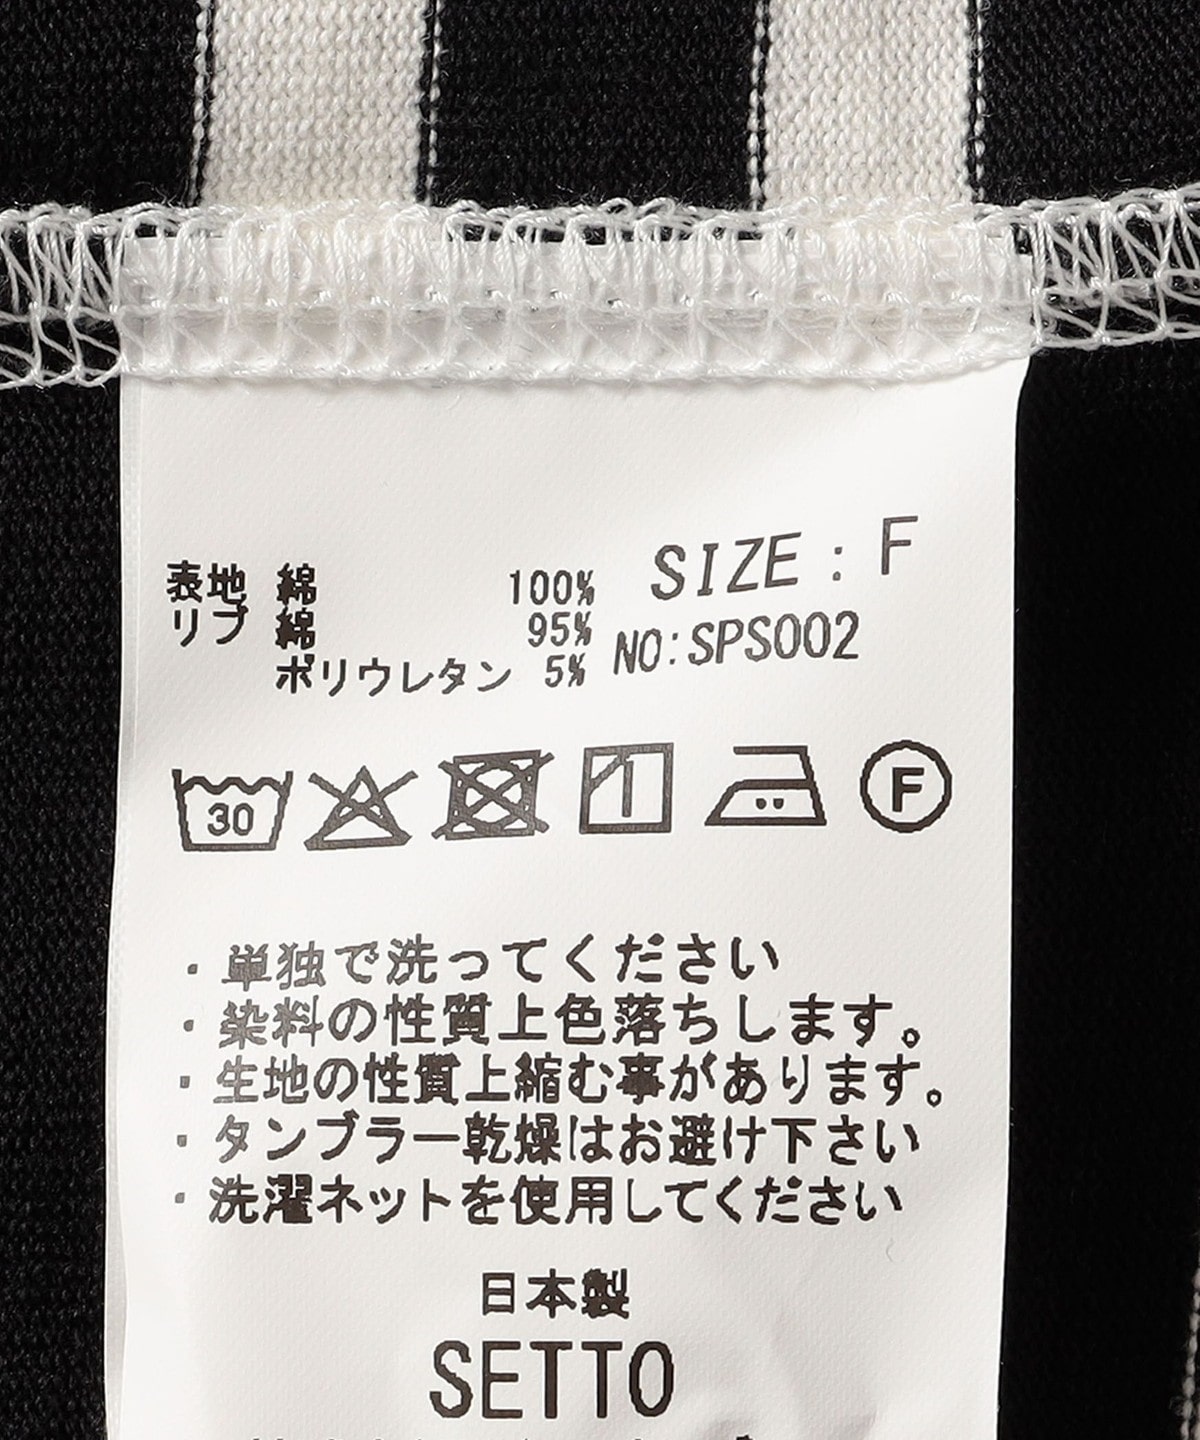 表地 綿 100%
リブ 綿 95%
ポリウレタン 5%
SIZE : F
NO:SPS002
30
F
・単独で洗ってください
・染料の性質上色落ちします。
・生地の性質上縮む事があります。
・タンブラー乾燥はお避け下さい
・洗濯ネットを使用してください
日本製
SETTO